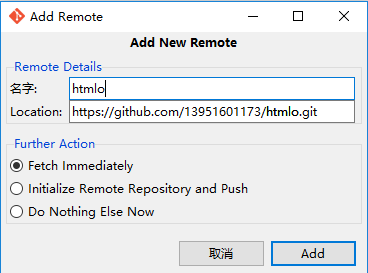 Add Remote
Add New Remote
Remote Details
名字: htmlo
Location: https://github.com/13951601173/htmlo.git
Further Action
Fetch Immediately
Initialize Remote Repository and Push
Do Nothing Else Now
取消 Add